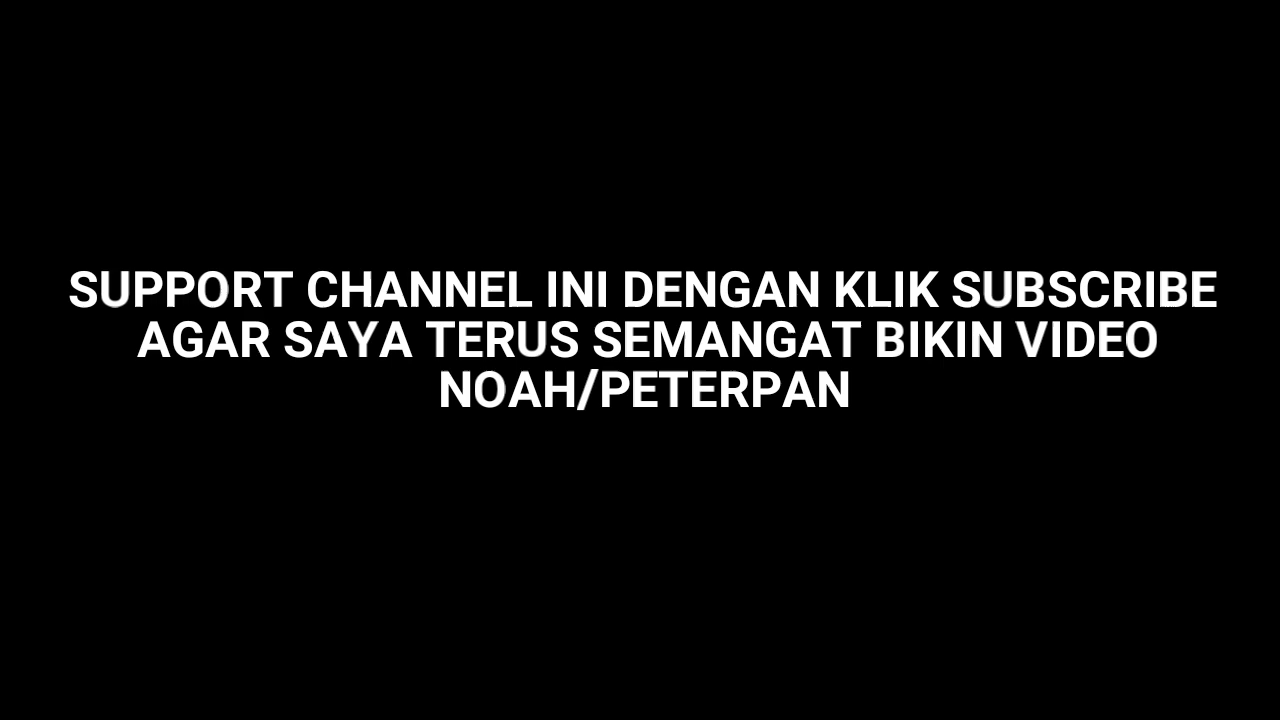 SUPPORT CHANNEL INI DENGAN KLIK SUBSCRIBE
AGAR SAYA TERUS SEMANGAT BIKIN VIDEO
NOAH/PETERPAN